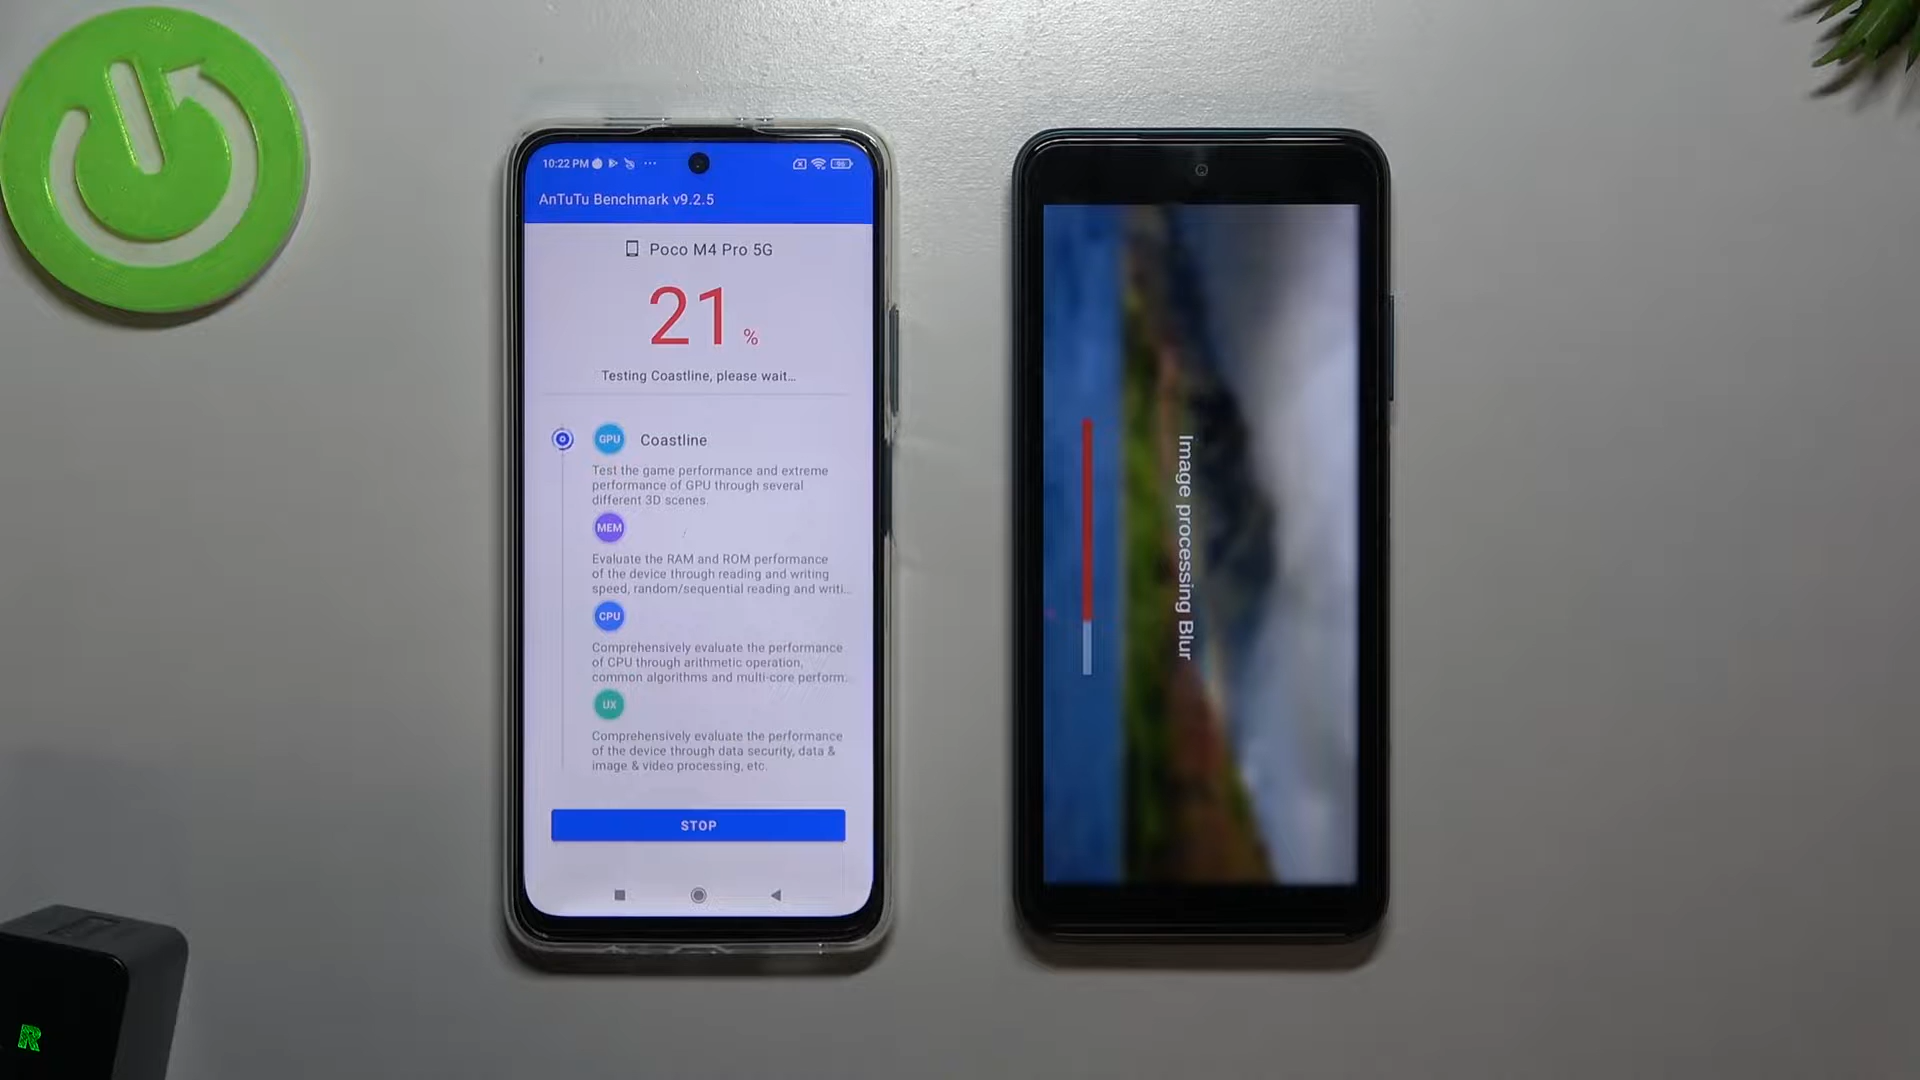 10:22 PM
96
AnTuTu Benchmark v9.2.5
Poco M4 Pro 5G
21 %
Testing Coastline, please wait...
GPU Coastline
Test the game performance and extreme
performance of GPU through several
different 3D scenes.
MEM
Evaluate the RAM and ROM performance
of the device through reading and writing
speed, random/sequential reading and writi...
CPU
Comprehensively evaluate the performance
of CPU through arithmetic operation,
common algorithms and multi-core perform..
UX
Comprehensively evaluate the performance
of the device through data security, data &
image & video processing, etc.
STOP
Image processing Blur
R